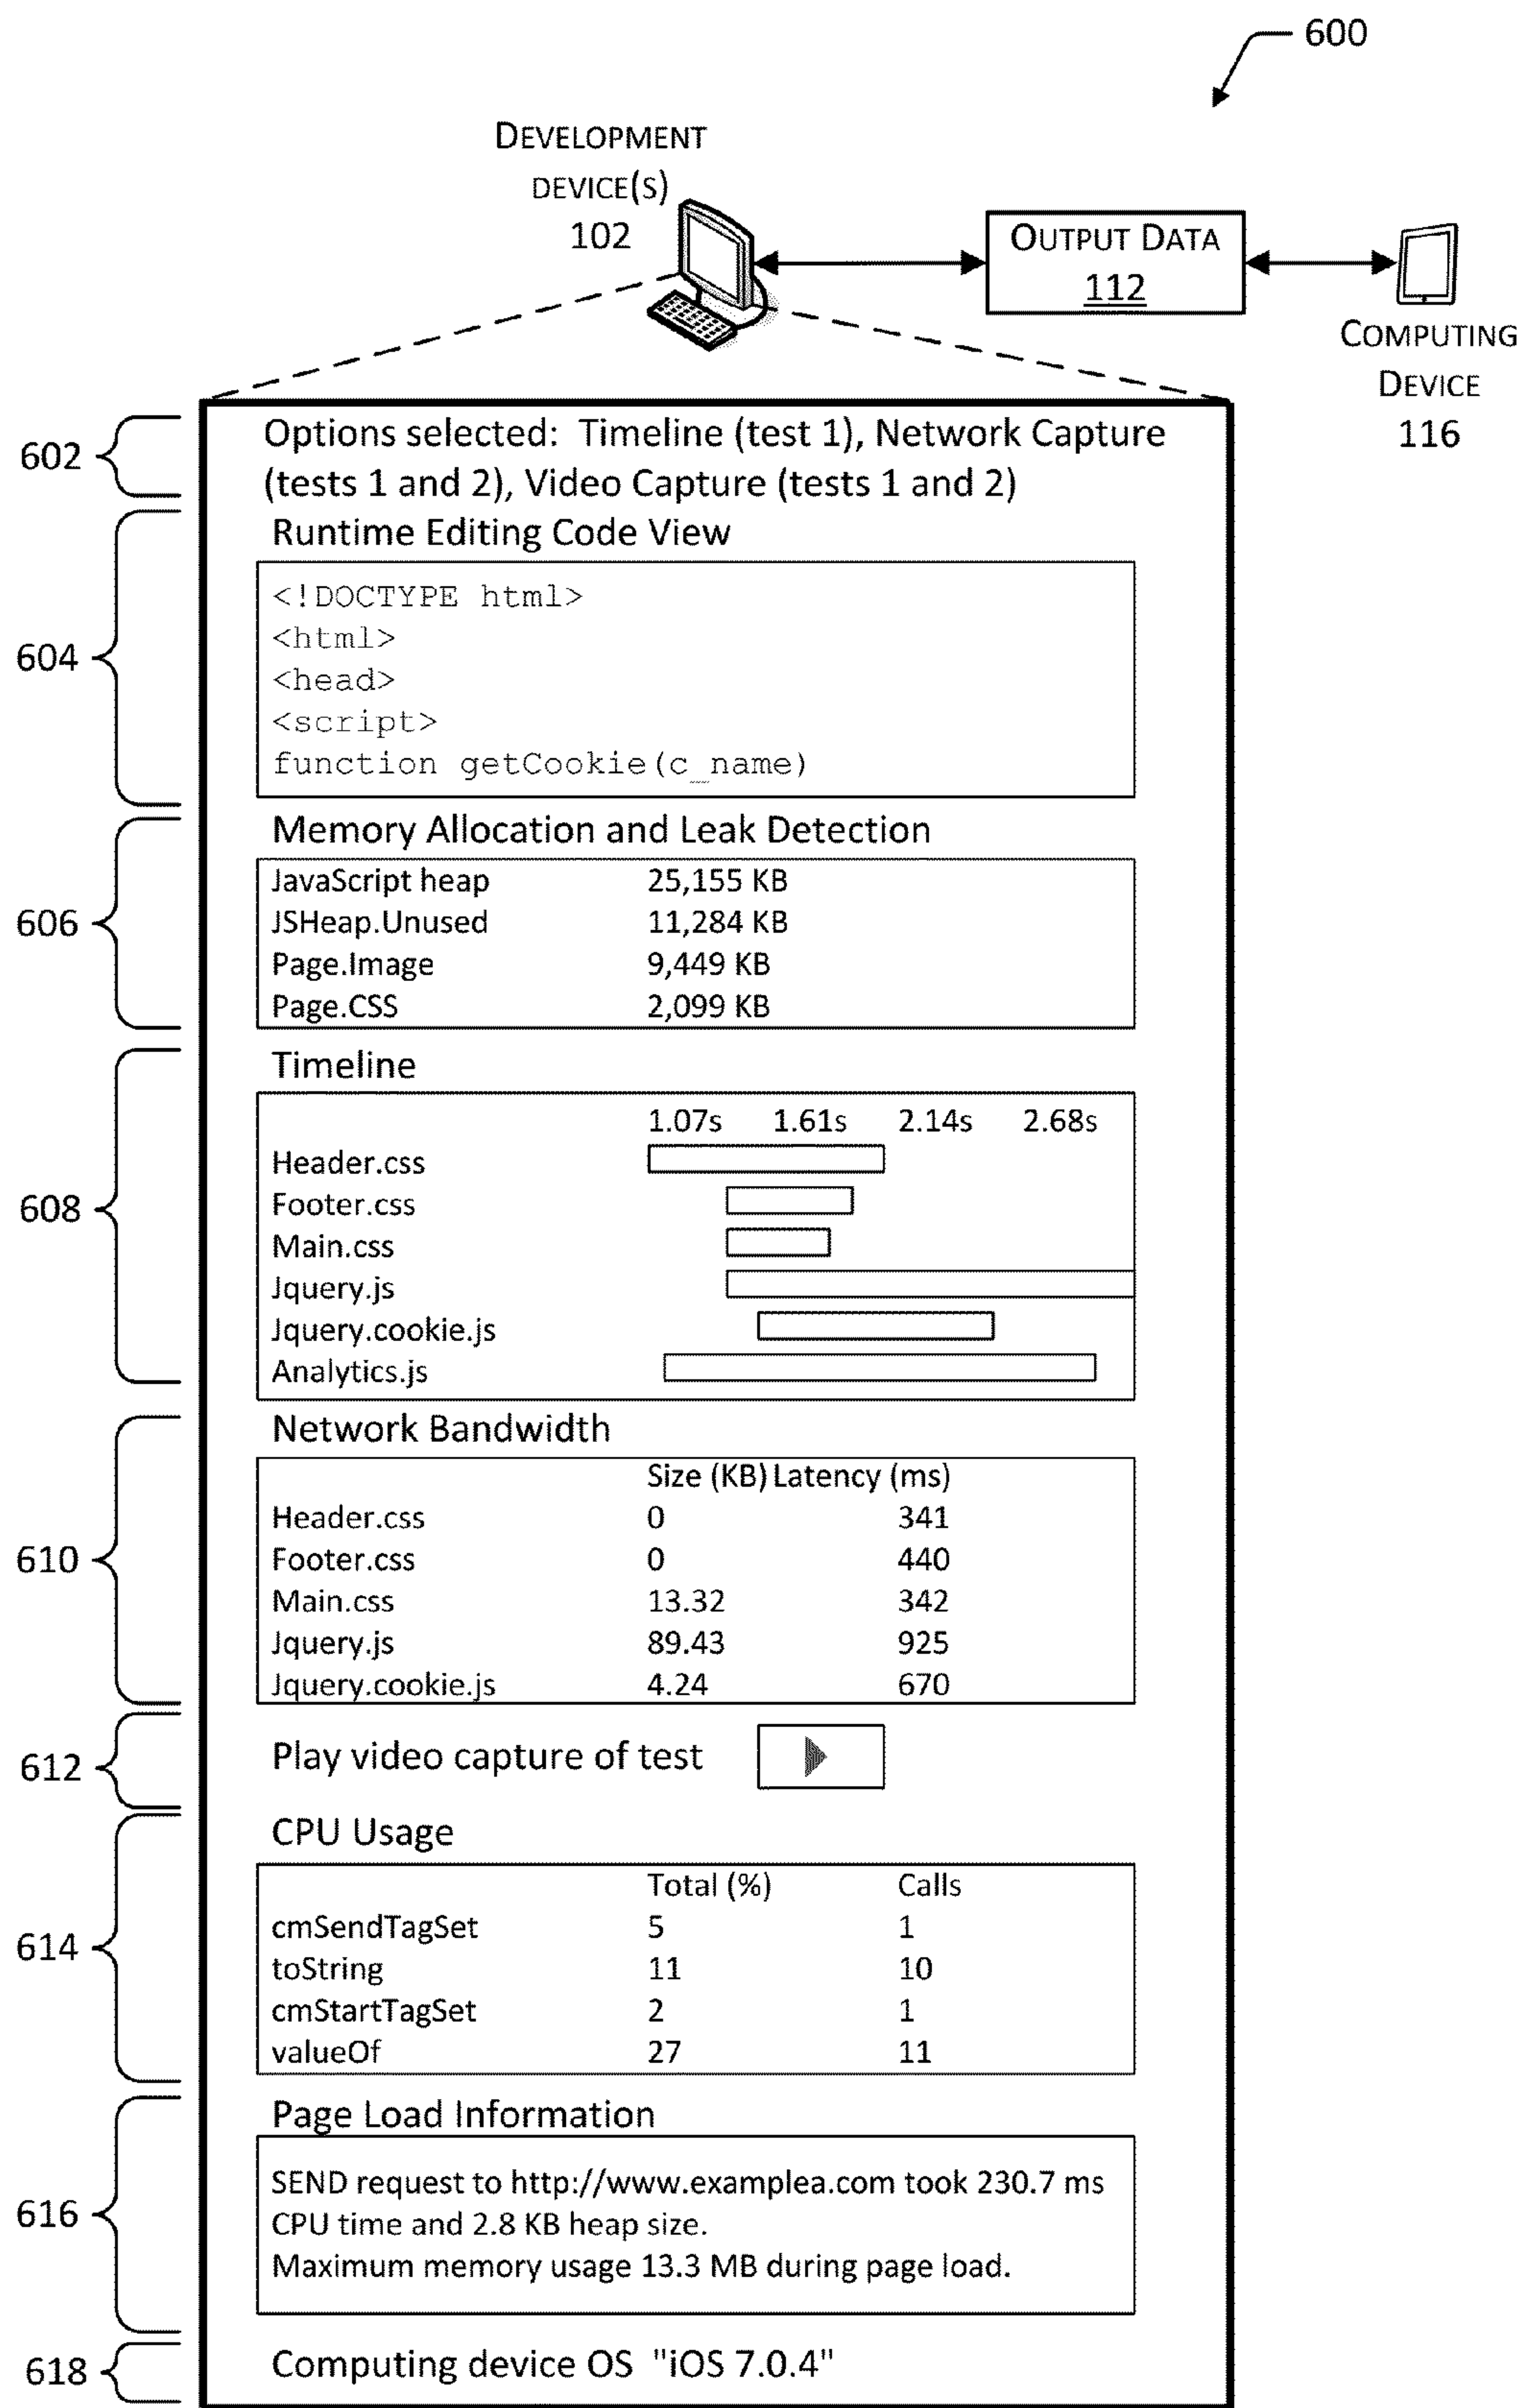 600
DEVELOPMENT
DEVICE(S)
102
OUTPUT DATA
112
COMPUTING
DEVICE
116
602
Options selected: Timeline (test 1), Network Capture
(tests 1 and 2), Video Capture (tests 1 and 2)
604
Runtime Editing Code View
<!DOCTYPE html>
<html>
<head>
<script>
function getCookie(c_name)
606
Memory Allocation and Leak Detection
JavaScript heap 25,155 KB
JSHeap.Unused 11,284 KB
Page.Image 9,449 KB
Page.CSS 2,099 KB
608
Timeline
1.07s 1.61s 2.14s 2.68s
Header.css
Footer.css
Main.css
Jquery.js
Jquery.cookie.js
Analytics.js
610
Network Bandwidth
Size (KB) Latency (ms)
Header.css 0 341
Footer.css 0 440
Main.css 13.32 342
Jquery.js 89.43 925
Jquery.cookie.js 4.24 670
612
Play video capture of test
614
CPU Usage
Total (%) Calls
cmSendTagSet 5 1
toString 11 10
cmStartTagSet 2 1
valueOf 27 11
616
Page Load Information
SEND request to http://www.examplea.com took 230.7 ms
CPU time and 2.8 KB heap size.
Maximum memory usage 13.3 MB during page load.
618
Computing device OS "iOS 7.0.4"